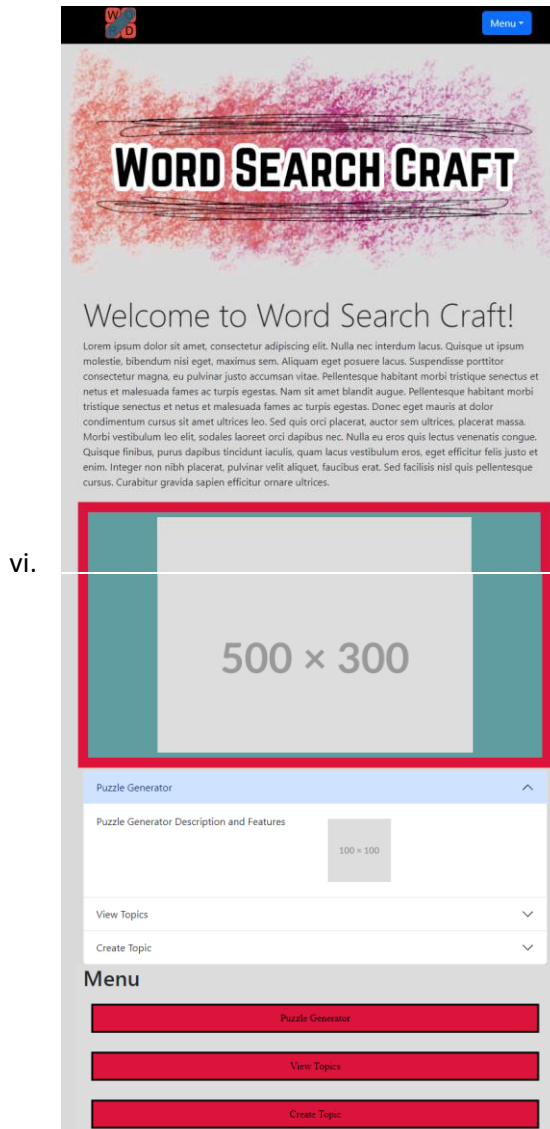 WO
RD
Menu
WORD SEARCH CRAFT
Welcome to Word Search Craft!
Lorem ipsum dolor sit amet, consectetur adipiscing elit. Nulla nec interdum lacus. Quisque ut ipsum
molestie, bibendum nisi eget, maximus sem. Aliquam eget posuere lacus. Suspendisse porttitor
consectetur magna, eu pulvinar justo accumsan vitae. Pellentesque habitant morbi tristique senectus et
netus et malesuada fames ac turpis egestas. Nam sit amet blandit augue. Pellentesque habitant morbi
tristique senectus et netus et malesuada fames ac turpis egestas. Donec eget mauris at dolor
condimentum cursus sit amet ultrices leo. Sed quis orci placerat, auctor sem ultrices, placerat massa.
Morbi vestibulum leo elit, sodales laoreet orci dapibus nec. Nulla eu eros quis lectus venenatis congue.
Quisque finibus, purus dapibus tincidunt iaculis, quam lacus vestibulum eros, eget efficitur felis justo et
enim. Integer non nibh placerat, pulvinar velit aliquet, faucibus erat. Sed facilisis nisl quis pellentesque
cursus. Curabitur gravida sapien efficitur ornare ultrices.
vi.
500 × 300
Puzzle Generator
Puzzle Generator Description and Features
100 × 100
View Topics
Create Topic
Menu
Puzzle Generator
View Topics
Create Topic